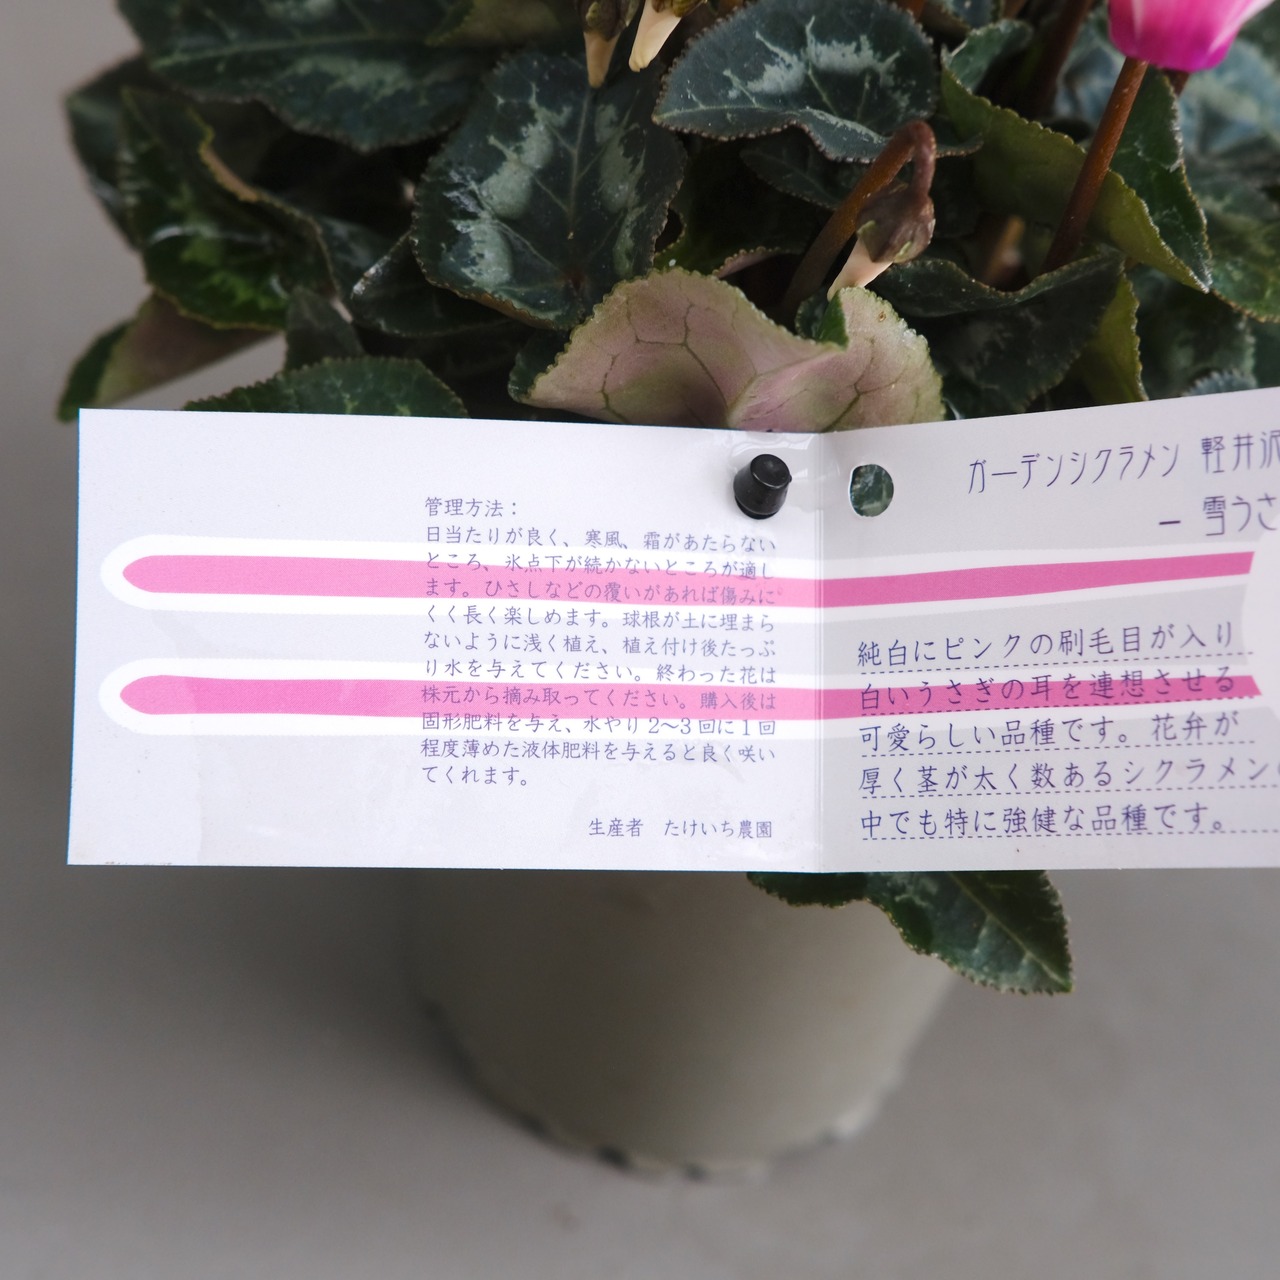 管理方法：
日当たりが良く、寒風、霜があたらない
ところ、氷点下が続かないところが適し
ます。ひさしなどの覆いがあれば傷みに
くく長く楽しめます。球根が土に埋まら
ないように浅く植え、植え付け後たっぷ
り水を与えてください。終わった花は
株元から摘み取ってください。購入後は
固形肥料を与え、水やり2〜3回に1回
程度薄めた液体肥料を与えると良く咲い
てくれます。
生産者　たけいち農園
ガーデンシクラメン 軽井沢
― 雪うさ
純白にピンクの刷毛目が入り
白いうさぎの耳を連想させる
可愛らしい品種です。花弁が
厚く茎が太く数あるシクラメン
中でも特に強健な品種です。